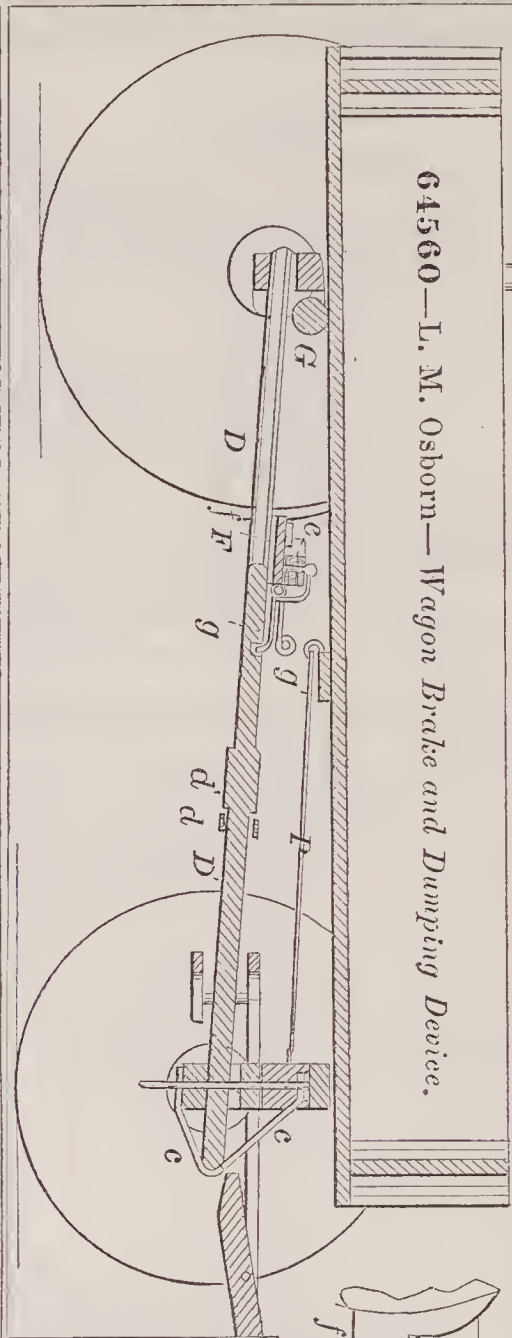 64560—L. M. Osborn—Wagon Brake and Dumping Device.
G
D
f
F
e
g
g
d'
d
D'
P
c
c
f